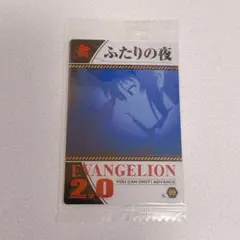 ふたりの夜
EVANGELION
2.0
YOU CAN (NOT) ADVANCE